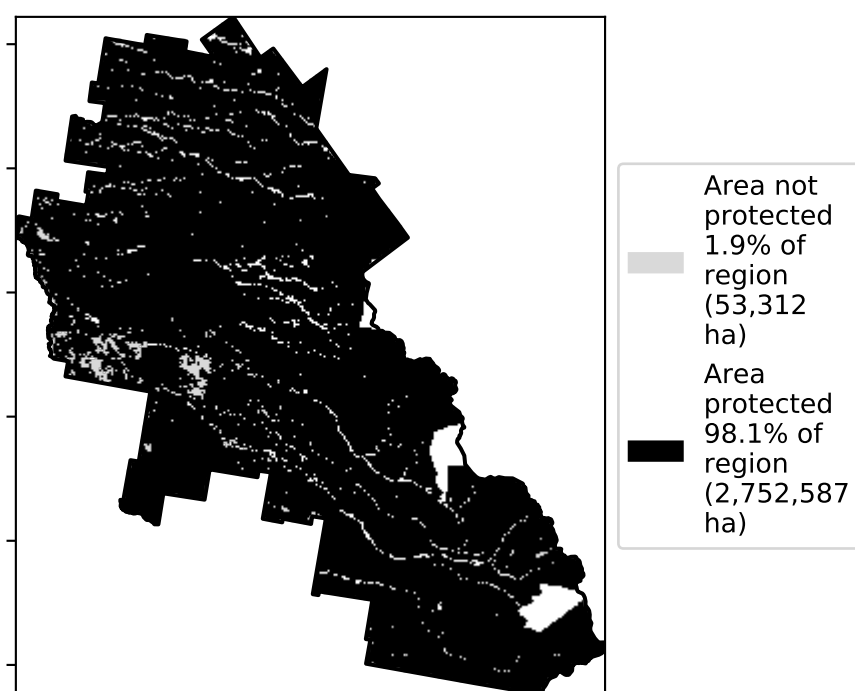 Area not
protected
1.9% of
region
(53,312
ha)
Area
protected
98.1% of
region
(2,752,587
ha)